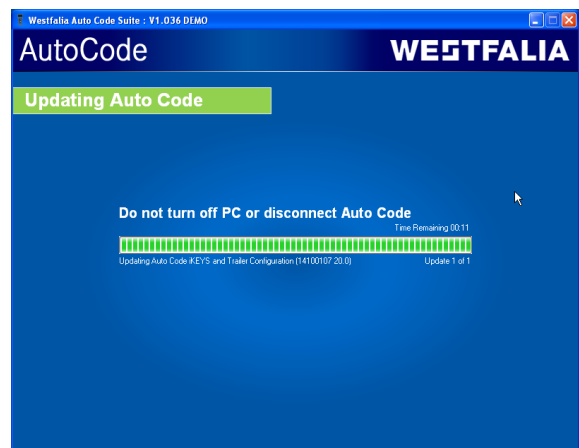 Westfalia Auto Code Suite : V1.036 DEMO
AutoCode
WESTFALIA
Updating Auto Code
Do not turn off PC or disconnect Auto Code
Time Remaining 00:11
Updating Auto Code iKEYS and Trailer Configuration (14100107 20.0)
Update 1 of 1